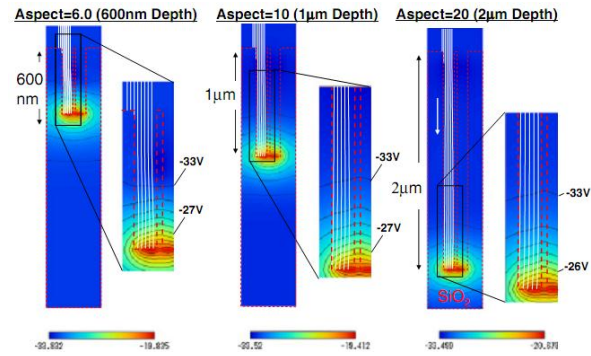 Aspect=6.0 (600nm Depth)
Aspect=10 (1µm Depth)
Aspect=20 (2µm Depth)
600
nm
-33V
-27V
1µm
-33V
-27V
2µm
-33V
-26V
SiO2